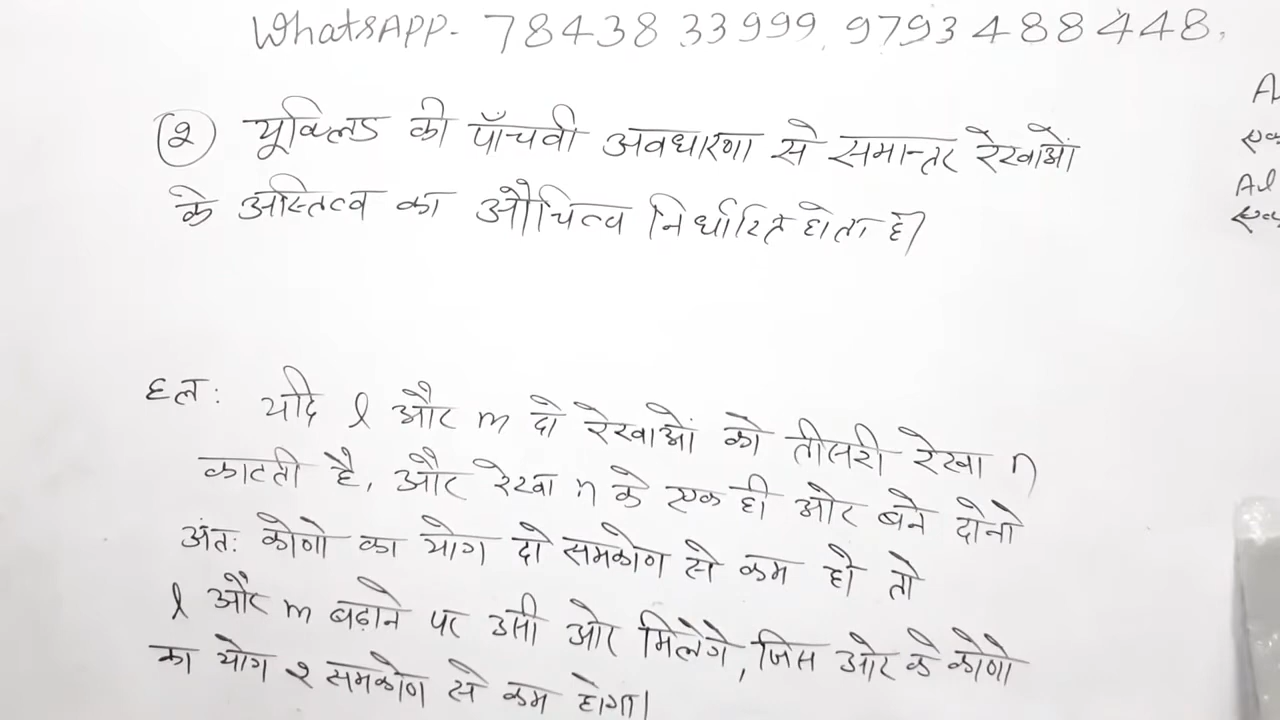 WhatsAPP- 7843833999, 9793488448,
② यूक्लिड की पाँचवी अवधारणा से समान्तर रेखाओं
के अस्तित्व का औचित्य निर्धारित होता है।
हल: यदि l और m दो रेखाओं को तीसरी रेखा n
काटती है, और रेखा n के एक ही ओर बने दोनो
अंतः कोणो का योग दो समकोण से कम हो तो
l और m बढ़ाने पर उसी ओर मिलेगे, जिस ओर के कोणो
का योग २ समकोण से कम होगा।